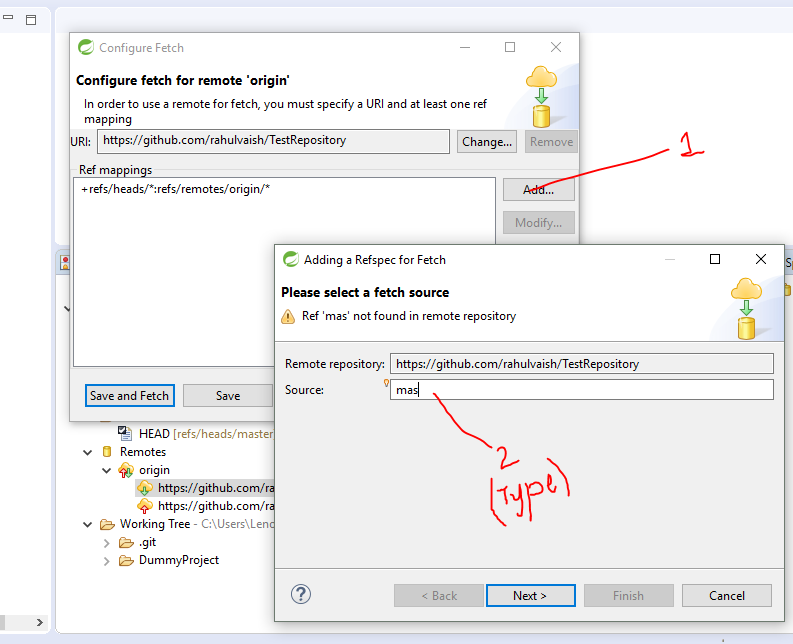 Configure Fetch
Configure fetch for remote 'origin'
In order to use a remote for fetch, you must specify a URI and at least one ref
mapping
URI: https://github.com/rahulvaish/TestRepository Change... Remove
Ref mappings
+refs/heads/*:refs/remotes/origin/* Add...
1
Modify...
Adding a Refspec for Fetch
Please select a fetch source
Ref 'mas' not found in remote repository
Remote repository: https://github.com/rahulvaish/TestRepository
Source: mas
2
(Type)
Save and Fetch Save
HEAD [refs/heads/master
Remotes
origin
https://github.com/ra
https://github.com/ra
Working Tree - C:\Users\Leno
.git
DummyProject
? < Back Next > Finish Cancel